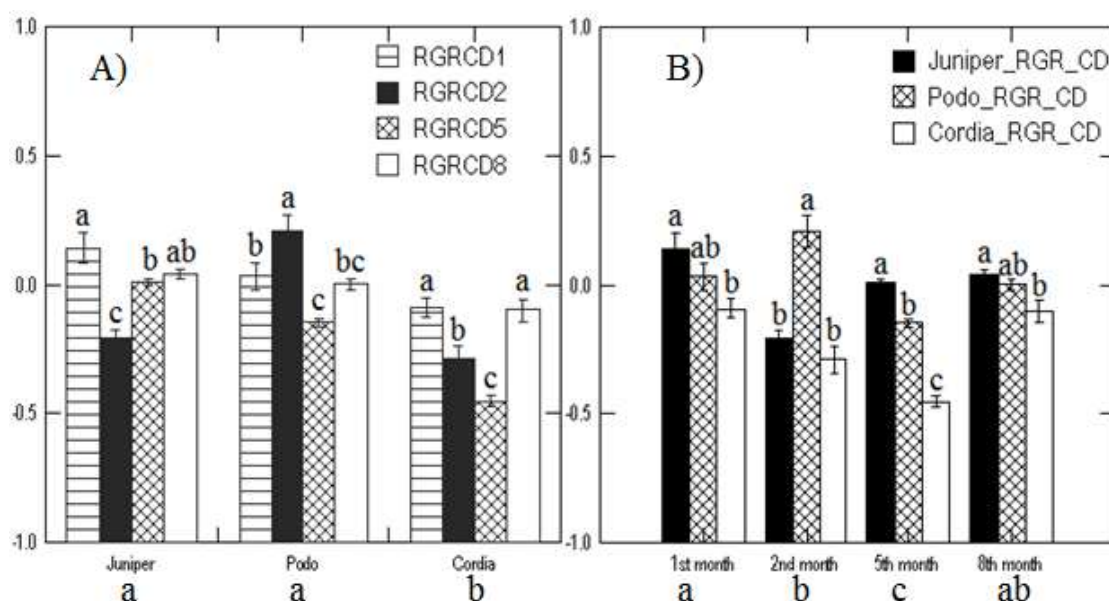 1.0
0.5
0.0
-0.5
-1.0
A)
RGRCD1
RGRCD2
RGRCD5
RGRCD8
a
c
b
ab
b
a
c
bc
a
b
c
a
Juniper Podo Cordia
a a b
1.0
0.5
0.0
-0.5
-1.0
B)
Juniper_RGR_CD
Podo_RGR_CD
Cordia_RGR_CD
a
ab
b
b
a
b
a
b
c
a
ab
b
1st month 2nd month 5th month 8th month
a b c ab